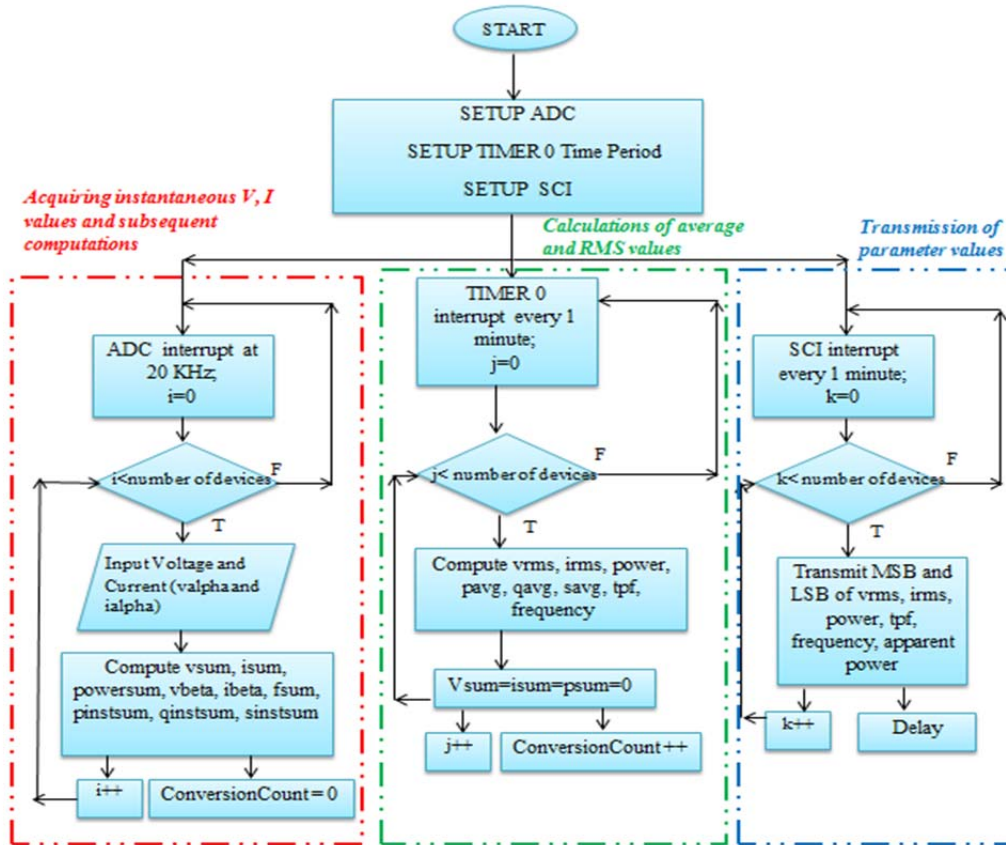 START
SETUP ADC
SETUP TIMER 0 Time Period
SETUP SCI
Acquiring instantaneous V, I
values and subsequent
computations
ADC interrupt at
20 KHz;
i=0
i<number of devices
F
T
Input Voltage and
Current (valpha and
ialpha)
Compute vsum, isum,
powersum, vbeta, ibeta, fsum,
pinstsum, qinstsum, sinstsum
i++
ConversionCount = 0
Calculations of average
and RMS values
TIMER 0
interrupt every 1
minute;
j=0
j< number of devices
F
T
Compute vrms, irms, power,
pavg, qavg, savg, tpf,
frequency
Vsum=isum=psum=0
j++
ConversionCount ++
Transmission of
parameter values
SCI interrupt
every 1 minute;
k=0
k< number of devices
F
T
Transmit MSB and
LSB of vrms, irms,
power, tpf,
frequency, apparent
power
k++
Delay